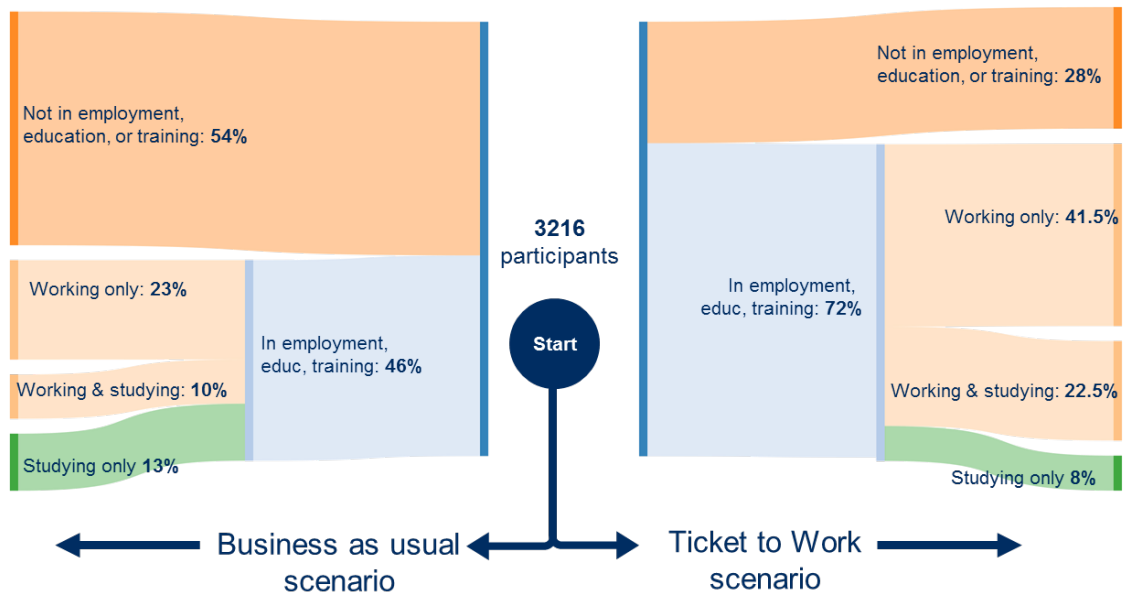 Not in employment,
education, or training: 54%
Working only: 23%
Working & studying: 10%
Studying only 13%
In employment,
educ, training: 46%
3216
participants
Start
Not in employment,
education, or training: 28%
In employment,
educ, training: 72%
Working only: 41.5%
Working & studying: 22.5%
Studying only 8%
Business as usual
scenario
Ticket to Work
scenario